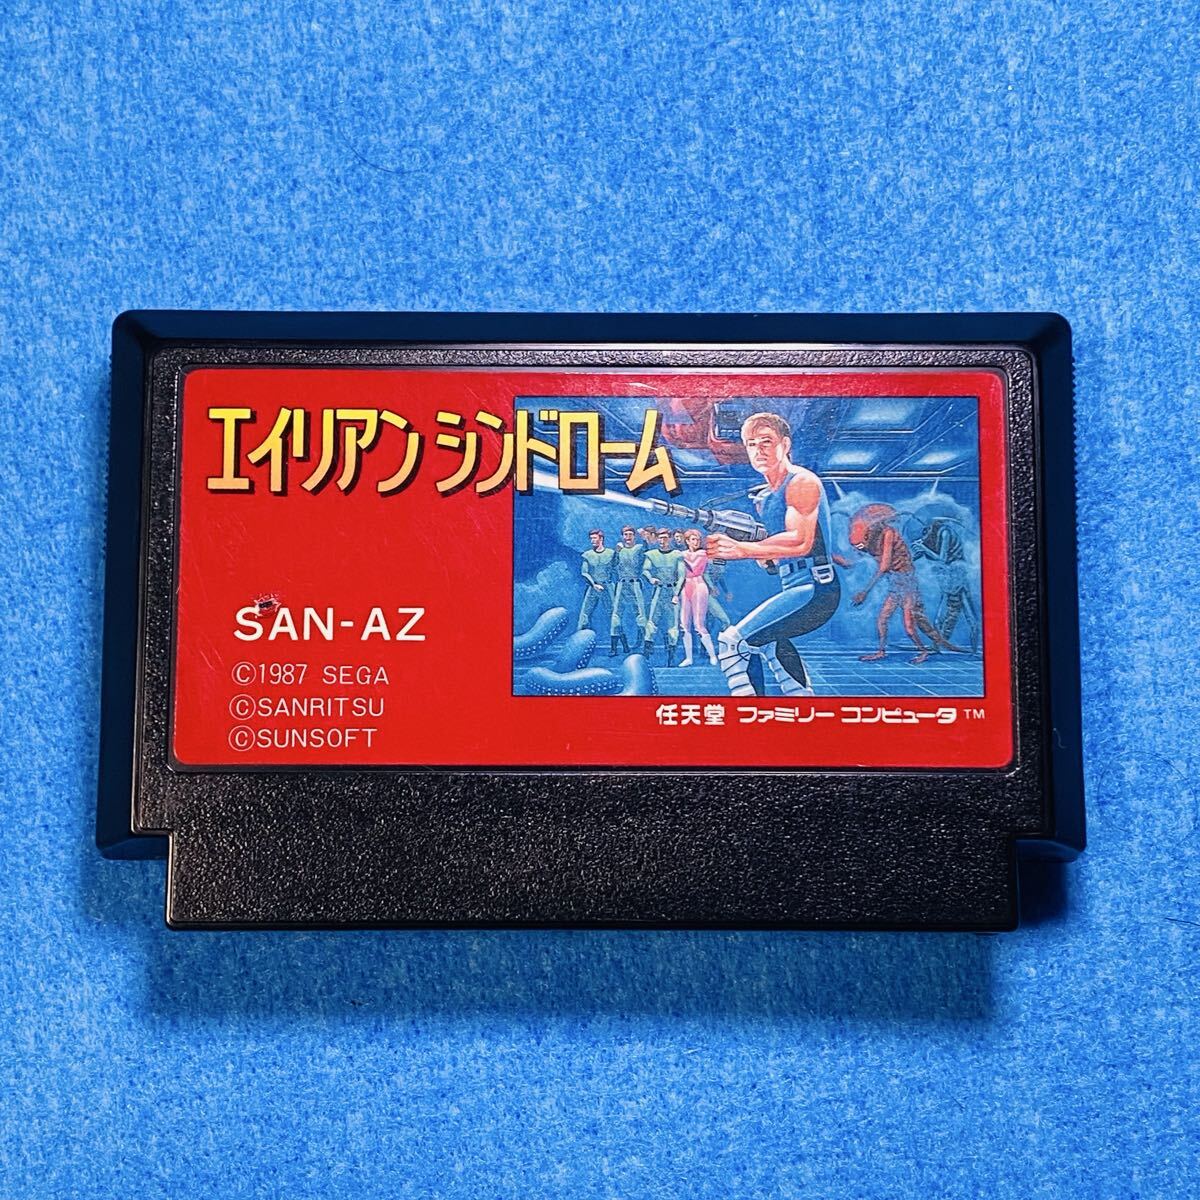 エイリアンシンドローム
SAN-AZ
©1987 SEGA
©SANRITSU
©SUNSOFT
任天堂 ファミリー コンピュータ™